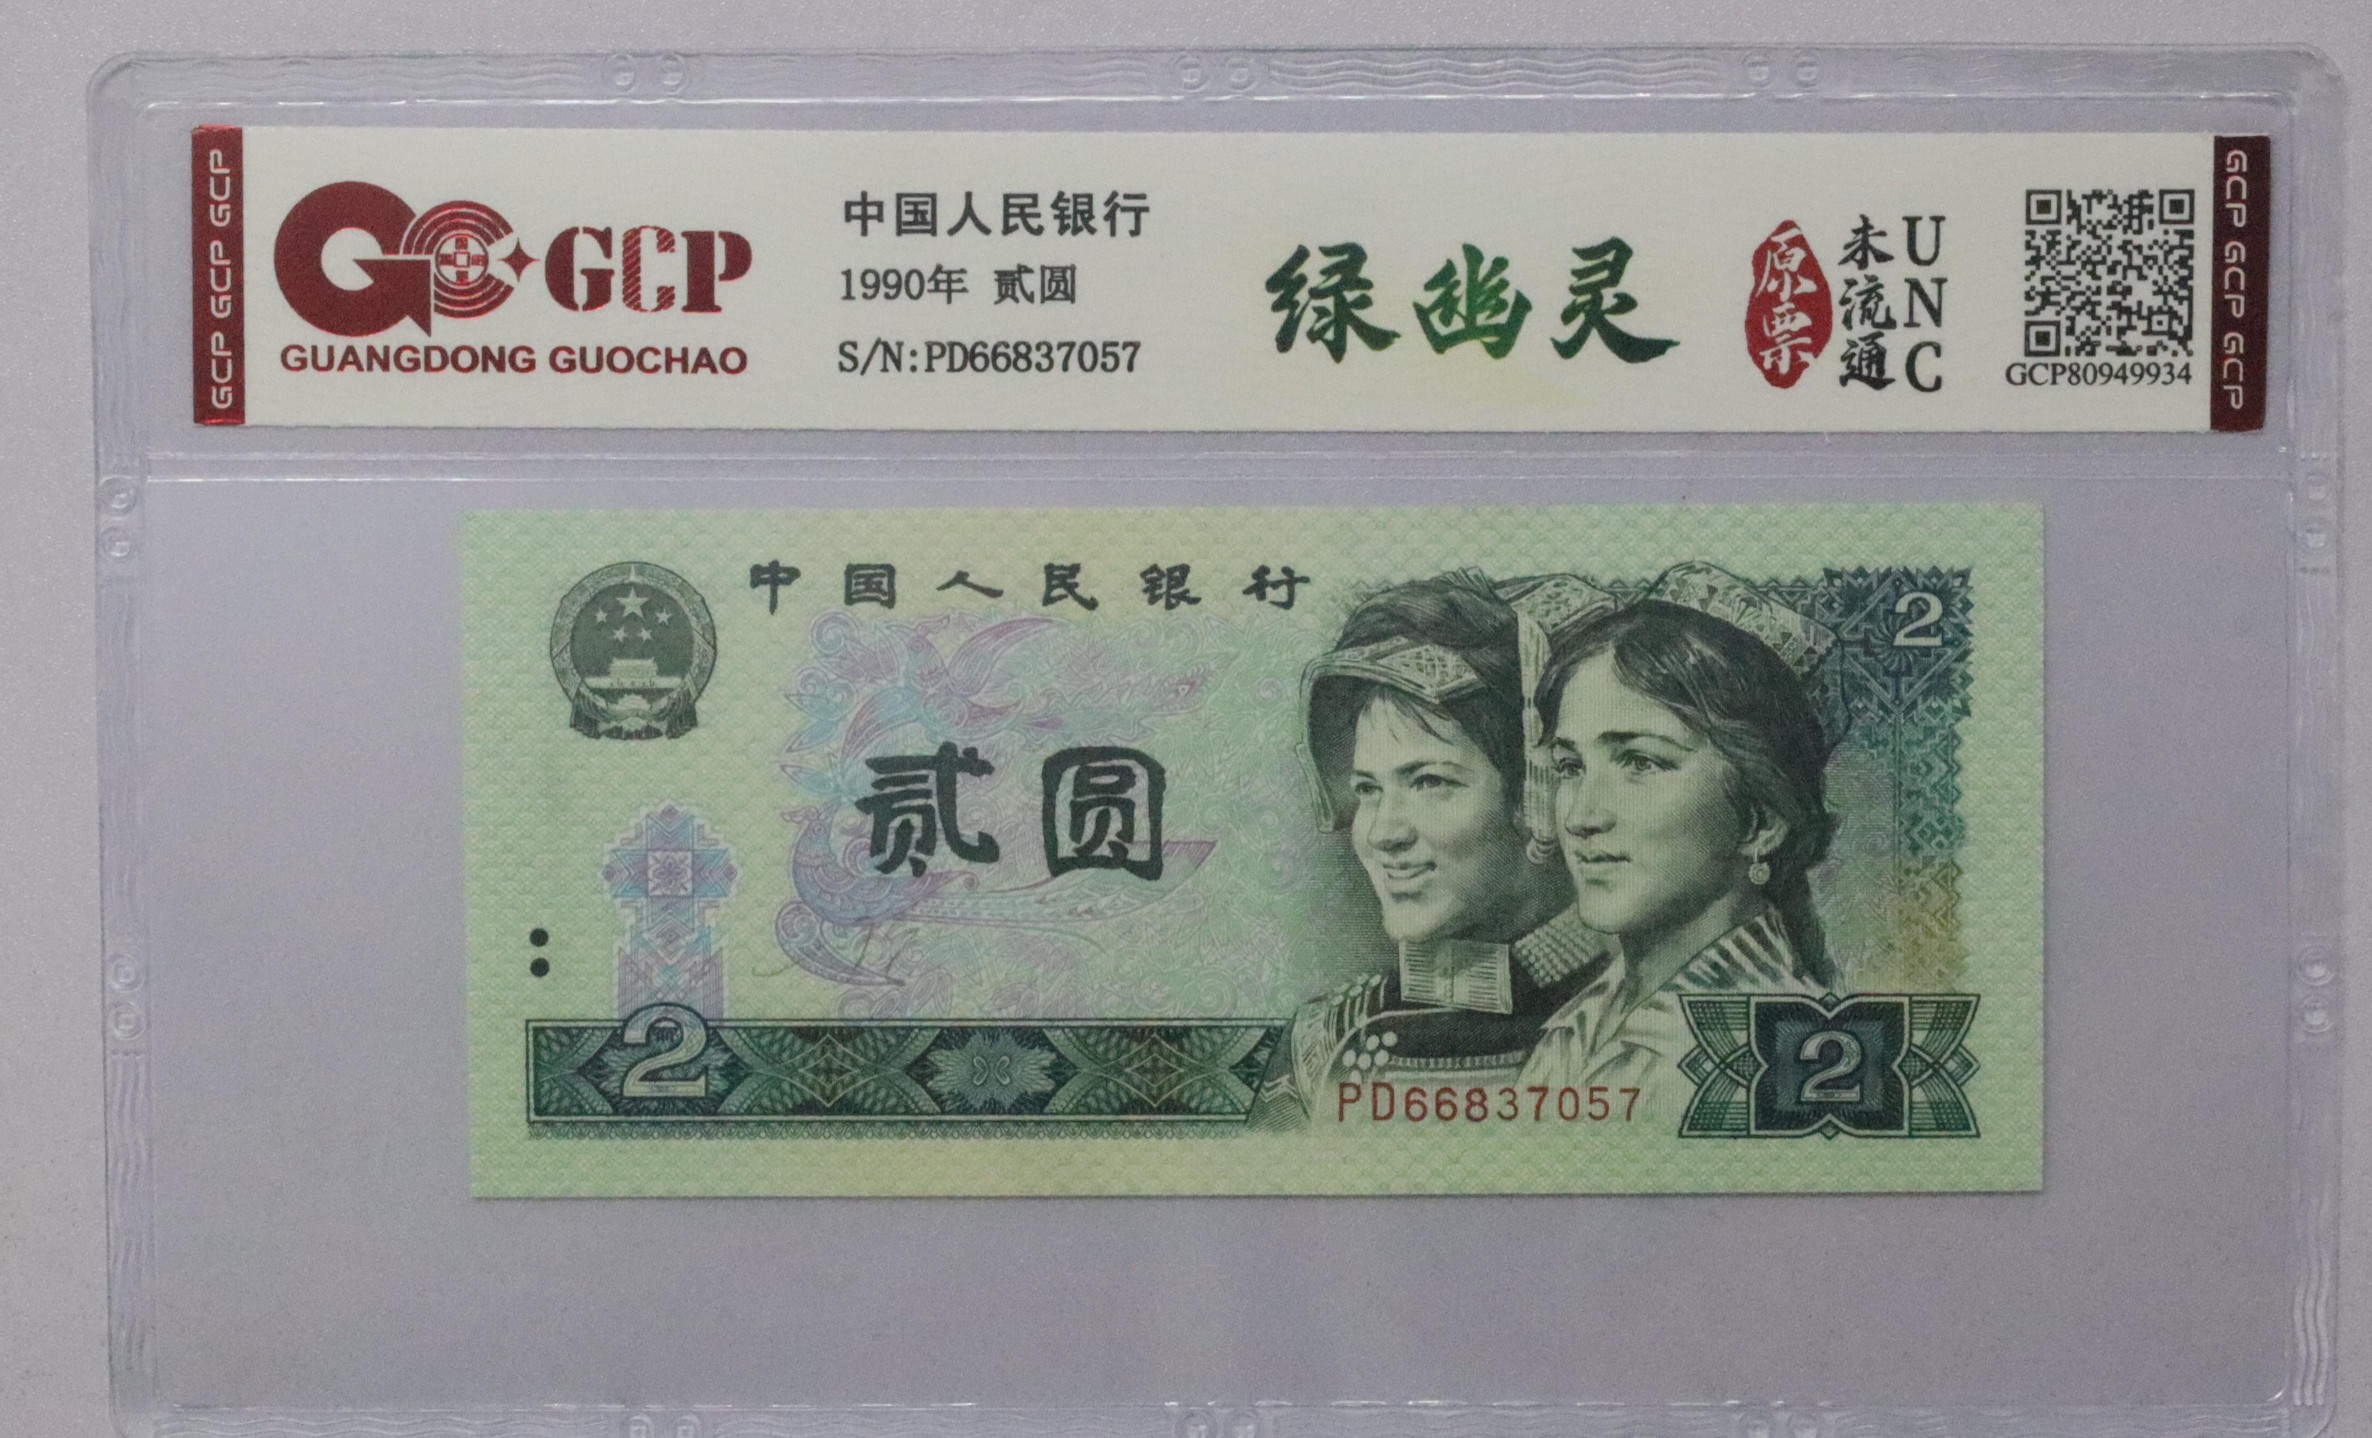 GCP GCP GCP
GCP
GUANGDONG GUOCHAO
中国人民银行
1990年 贰圆
S/N:PD66837057
绿幽灵
原票
未流通
UNC
GCP80949934
GCP GCP GCP
中国人民银行
2
贰圆
2
PD66837057
2